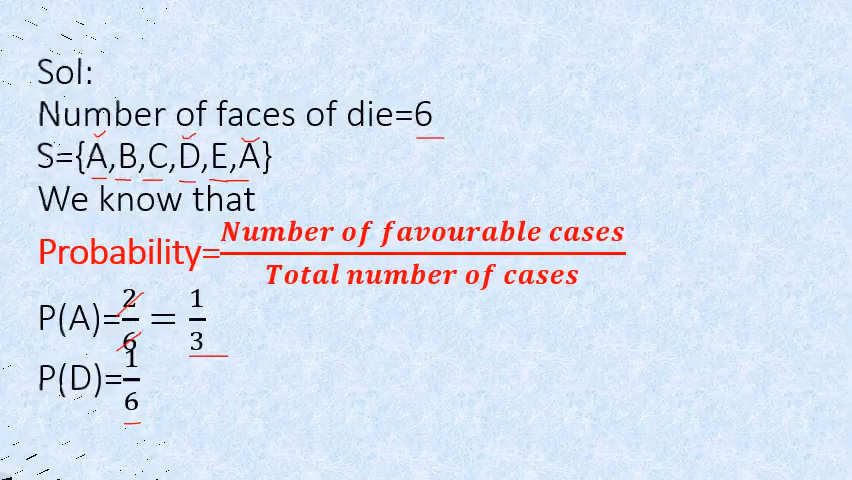 Sol:
Number of faces of die=6
S={A,B,C,D,E,A}
We know that
Probability=Number of favourable cases/Total number of cases
P(A)=2/6=1/3
P(D)=1/6